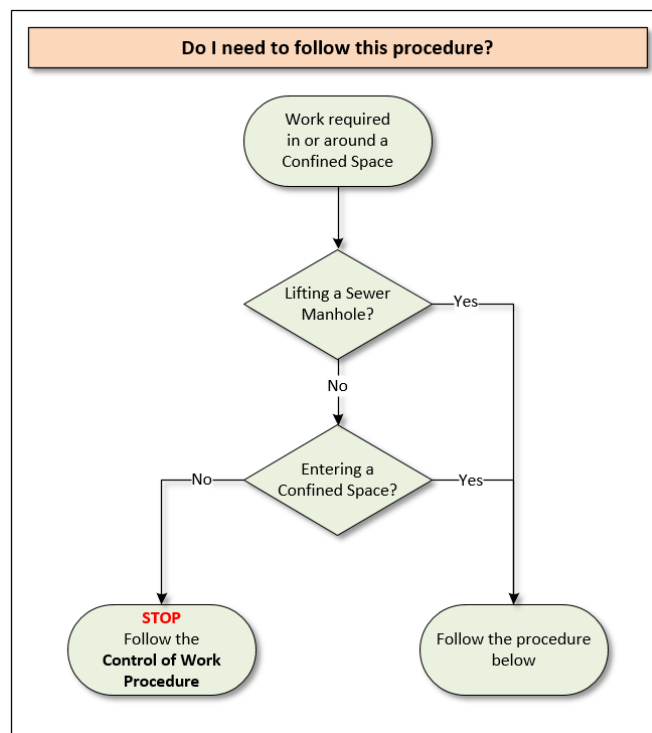 Do I need to follow this procedure?
Work required
in or around a
Confined Space
Lifting a Sewer
Manhole?
Yes
No
Entering a
Confined Space?
No
Yes
STOP
Follow the
Control of Work
Procedure
Follow the procedure
below